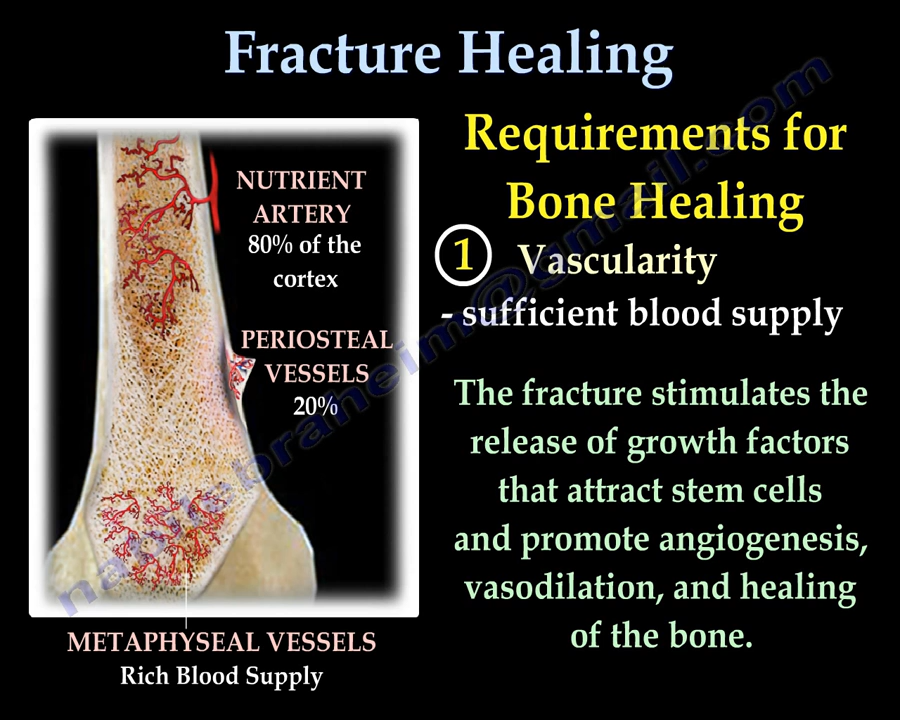 Fracture Healing
NUTRIENT
ARTERY
80% of the
cortex
PERIOSTEAL
VESSELS
20%
METAPHYSEAL VESSELS
Rich Blood Supply
Requirements for
Bone Healing
1 Vascularity
- sufficient blood supply
The fracture stimulates the
release of growth factors
that attract stem cells
and promote angiogenesis,
vasodilation, and healing
of the bone.